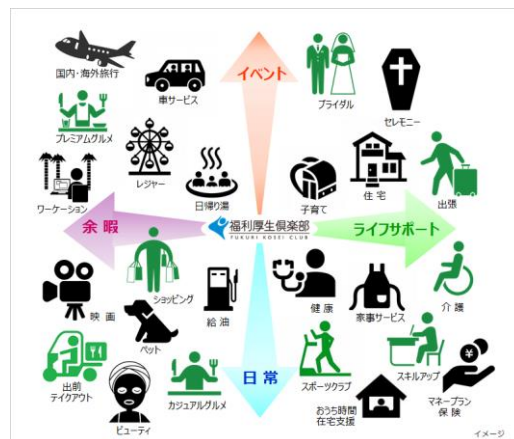 イベント
国内・海外旅行
車サービス
ブライダル
セレモニー
プレミアムグルメ
レジャー
日帰り湯
子育て
住宅
出張
ワーケーション
余暇
福利厚生倶楽部
FUKURI KOSEI CLUB
ライフサポート
映画
ショッピング
給油
健康
家事サービス
介護
ペット
出前
テイクアウト
ビューティ
カジュアルグルメ
日常
スポーツクラブ
おうち時間
在宅支援
スキルアップ
マネープラン
保険
¥
イメージ